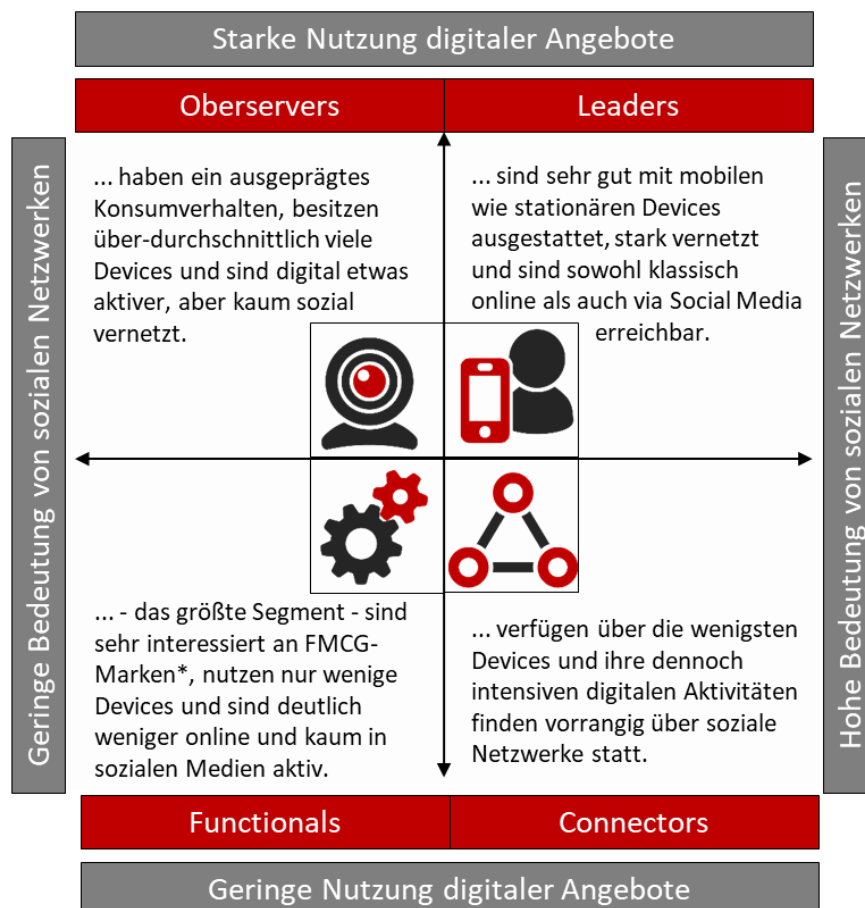 Starke Nutzung digitaler Angebote
Oberservers
Leaders
Geringe Bedeutung von sozialen Netzwerken
... haben ein ausgeprägtes
Konsumverhalten, besitzen
über-durchschnittlich viele
Devices und sind digital etwas
aktiver, aber kaum sozial
vernetzt.
... sind sehr gut mit mobilen
wie stationären Devices
ausgestattet, stark vernetzt
und sind sowohl klassisch
online als auch via Social Media
erreichbar.
Hohe Bedeutung von sozialen Netzwerken
... - das größte Segment - sind
sehr interessiert an FMCG-
Marken*, nutzen nur wenige
Devices und sind deutlich
weniger online und kaum in
sozialen Medien aktiv.
... verfügen über die wenigsten
Devices und ihre dennoch
intensiven digitalen Aktivitäten
finden vorrangig über soziale
Netzwerke statt.
Functionals
Connectors
Geringe Nutzung digitaler Angebote